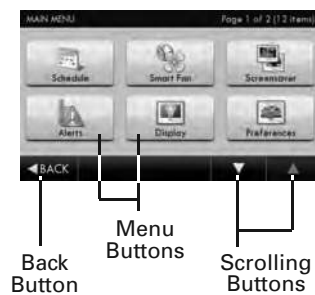 MAIN MENU Page 1 of 2 (12 items)
Schedule Smart Fan Screensaver
Alerts Display Preferences
BACK
Menu
Buttons
Back
Button
Scrolling
Buttons